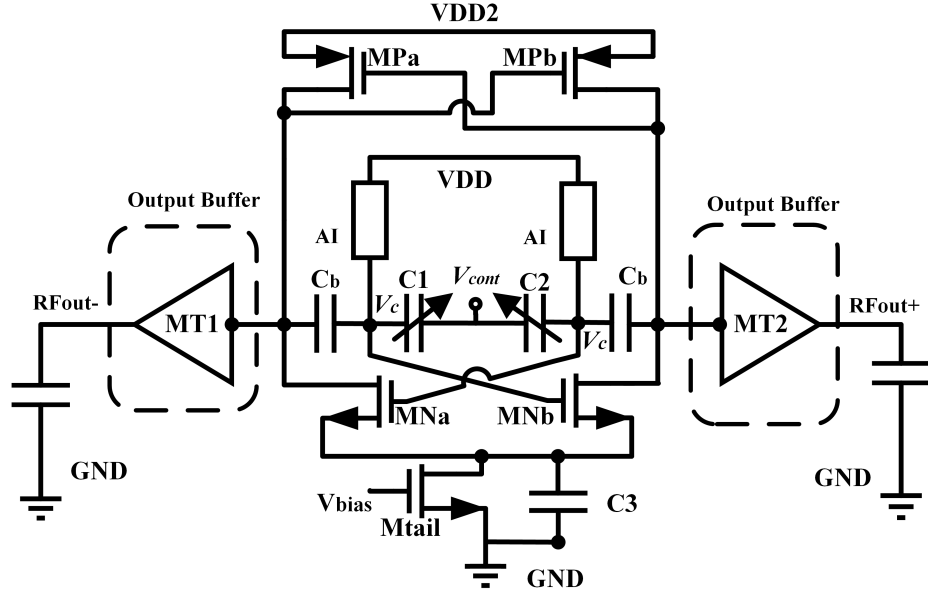 VDD2
MPa
MPb
VDD
Output Buffer
Output Buffer
AI
AI
Cb
C1
Vcont
C2
Cb
RFout-
Vc
RFout+
MT1
MT2
Vc
MNa
MNb
GND
GND
Vbias
C3
Mtail
GND